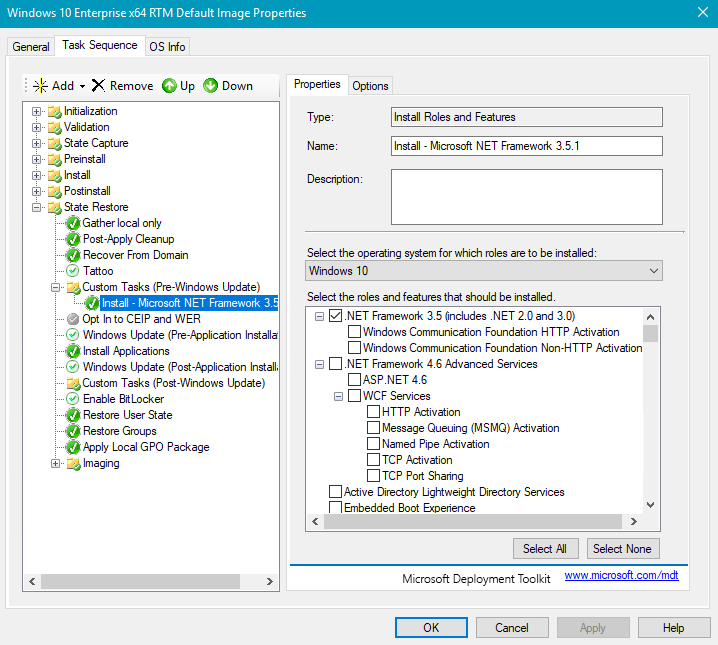 Windows 10 Enterprise x64 RTM Default Image Properties
General
Task Sequence
OS Info
Add
Remove
Up
Down
Initialization
Validation
State Capture
Preinstall
Install
Postinstall
State Restore
Gather local only
Post-Apply Cleanup
Recover From Domain
Tattoo
Custom Tasks (Pre-Windows Update)
Install - Microsoft NET Framework 3.5
Opt In to CEIP and WER
Windows Update (Pre-Application Installa
Install Applications
Windows Update (Post-Application Install
Custom Tasks (Post-Windows Update)
Enable BitLocker
Restore User State
Restore Groups
Apply Local GPO Package
Imaging
Properties
Options
Type:
Install Roles and Features
Name:
Install - Microsoft NET Framework 3.5.1
Description:
Select the operating system for which roles are to be installed:
Windows 10
Select the roles and features that should be installed.
.NET Framework 3.5 (includes .NET 2.0 and 3.0)
Windows Communication Foundation HTTP Activation
Windows Communication Foundation Non-HTTP Activation
.NET Framework 4.6 Advanced Services
ASP.NET 4.6
WCF Services
HTTP Activation
Message Queuing (MSMQ) Activation
Named Pipe Activation
TCP Activation
TCP Port Sharing
Active Directory Lightweight Directory Services
Embedded Boot Experience
Select All
Select None
Microsoft Deployment Toolkit
www.microsoft.com/mdt
OK
Cancel
Apply
Help